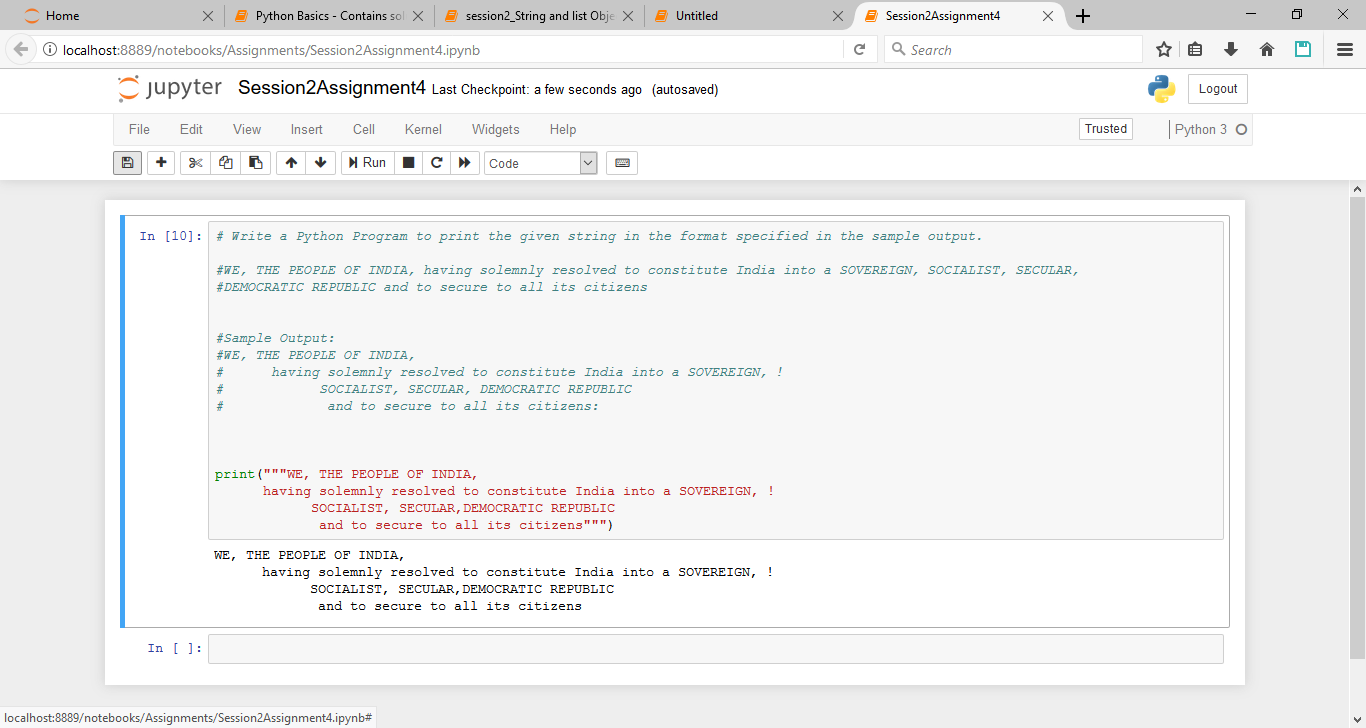 Home
Python Basics - Contains so
session2_String and list Obje
Untitled
Session2Assignment4
localhost:8889/notebooks/Assignments/Session2Assignment4.ipynb
Search
jupyter Session2Assignment4 Last Checkpoint: a few seconds ago (autosaved)
Logout
File Edit View Insert Cell Kernel Widgets Help
Trusted
Python 3
Run
Code
In [10]: # Write a Python Program to print the given string in the format specified in the sample output.
#WE, THE PEOPLE OF INDIA, having solemnly resolved to constitute India into a SOVEREIGN, SOCIALIST, SECULAR,
#DEMOCRATIC REPUBLIC and to secure to all its citizens
#Sample Output:
#WE, THE PEOPLE OF INDIA,
#      having solemnly resolved to constitute India into a SOVEREIGN, !
#            SOCIALIST, SECULAR, DEMOCRATIC REPUBLIC
#             and to secure to all its citizens:
print("""WE, THE PEOPLE OF INDIA,
      having solemnly resolved to constitute India into a SOVEREIGN, !
            SOCIALIST, SECULAR,DEMOCRATIC REPUBLIC
             and to secure to all its citizens""")
WE, THE PEOPLE OF INDIA,
      having solemnly resolved to constitute India into a SOVEREIGN, !
            SOCIALIST, SECULAR,DEMOCRATIC REPUBLIC
             and to secure to all its citizens
In [ ]:
localhost:8889/notebooks/Assignments/Session2Assignment4.ipynb#